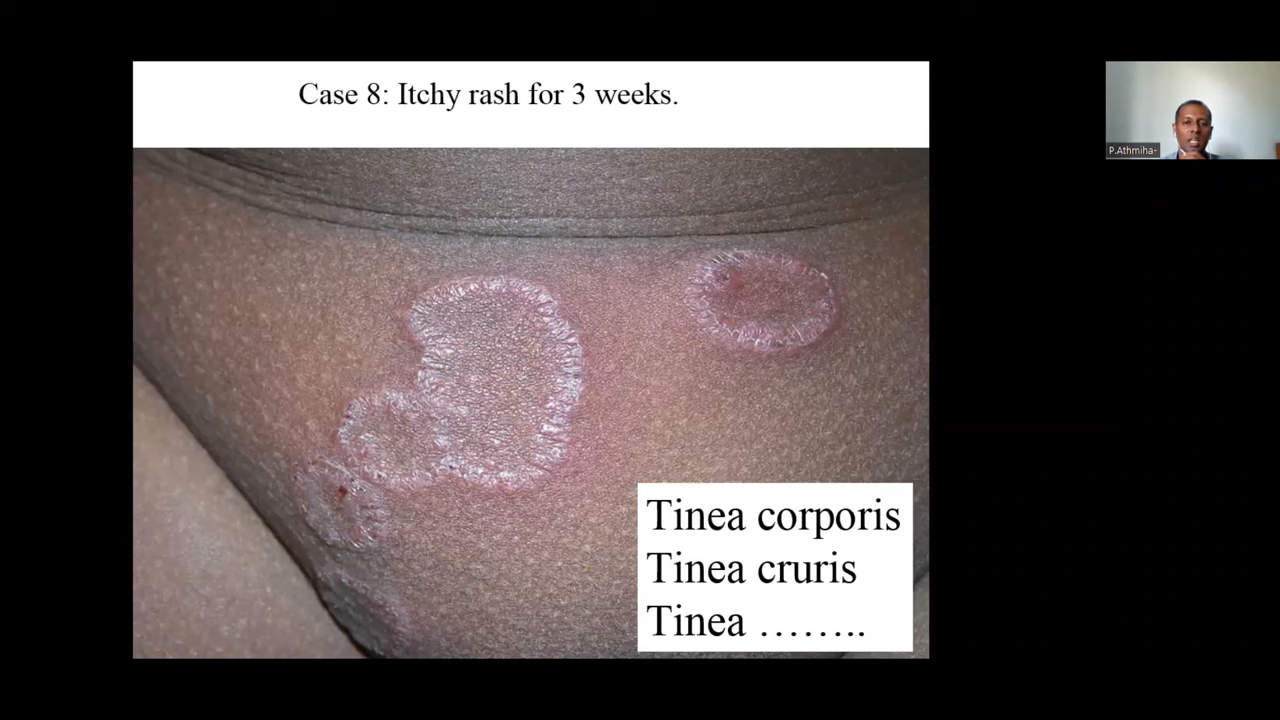 Case 8: Itchy rash for 3 weeks.
P.Athmiha-
Tinea corporis
Tinea cruris
Tinea ……..